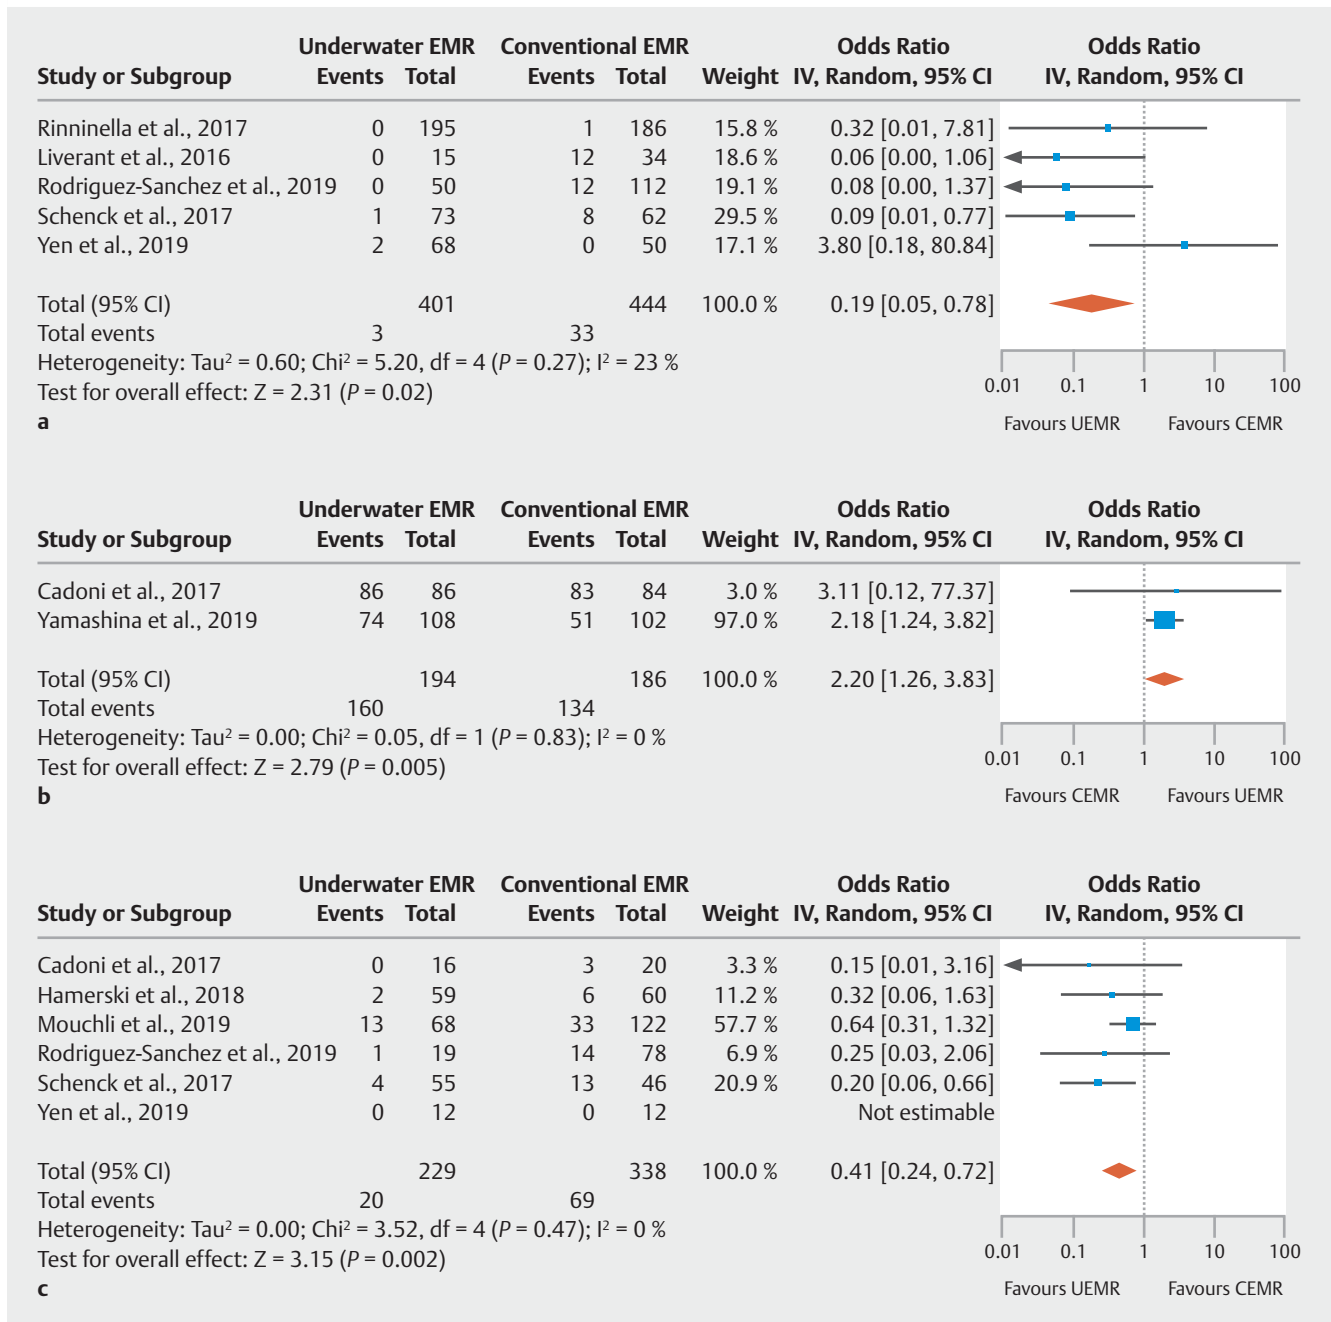 Underwater EMR Conventional EMR Odds Ratio Odds Ratio
Study or Subgroup Events Total Events Total Weight IV, Random, 95% CI IV, Random, 95% CI
Rinninella et al., 2017 0 195 1 186 15.8 % 0.32 [0.01, 7.81]
Liverant et al., 2016 0 15 12 34 18.6 % 0.06 [0.00, 1.06]
Rodriguez-Sanchez et al., 2019 0 50 12 112 19.1 % 0.08 [0.00, 1.37]
Schenck et al., 2017 1 73 8 62 29.5 % 0.09 [0.01, 0.77]
Yen et al., 2019 2 68 0 50 17.1 % 3.80 [0.18, 80.84]
Total (95% CI) 401 444 100.0 % 0.19 [0.05, 0.78]
Total events 3 33
Heterogeneity: Tau² = 0.60; Chi² = 5.20, df = 4 (P = 0.27); I² = 23 %
Test for overall effect: Z = 2.31 (P = 0.02)
0.01 0.1 1 10 100
a Favours UEMR Favours CEMR
Underwater EMR Conventional EMR Odds Ratio Odds Ratio
Study or Subgroup Events Total Events Total Weight IV, Random, 95% CI IV, Random, 95% CI
Cadoni et al., 2017 86 86 83 84 3.0 % 3.11 [0.12, 77.37]
Yamashina et al., 2019 74 108 51 102 97.0 % 2.18 [1.24, 3.82]
Total (95% CI) 194 186 100.0 % 2.20 [1.26, 3.83]
Total events 160 134
Heterogeneity: Tau² = 0.00; Chi² = 0.05, df = 1 (P = 0.83); I² = 0 %
Test for overall effect: Z = 2.79 (P = 0.005)
0.01 0.1 1 10 100
b Favours CEMR Favours UEMR
Underwater EMR Conventional EMR Odds Ratio Odds Ratio
Study or Subgroup Events Total Events Total Weight IV, Random, 95% CI IV, Random, 95% CI
Cadoni et al., 2017 0 16 3 20 3.3 % 0.15 [0.01, 3.16]
Hamerski et al., 2018 2 59 6 60 11.2 % 0.32 [0.06, 1.63]
Mouchli et al., 2019 13 68 33 122 57.7 % 0.64 [0.31, 1.32]
Rodriguez-Sanchez et al., 2019 1 19 14 78 6.9 % 0.25 [0.03, 2.06]
Schenck et al., 2017 4 55 13 46 20.9 % 0.20 [0.06, 0.66]
Yen et al., 2019 0 12 0 12 Not estimable
Total (95% CI) 229 338 100.0 % 0.41 [0.24, 0.72]
Total events 20 69
Heterogeneity: Tau² = 0.00; Chi² = 3.52, df = 4 (P = 0.47); I² = 0 %
Test for overall effect: Z = 3.15 (P = 0.002)
0.01 0.1 1 10 100
c Favours UEMR Favours CEMR